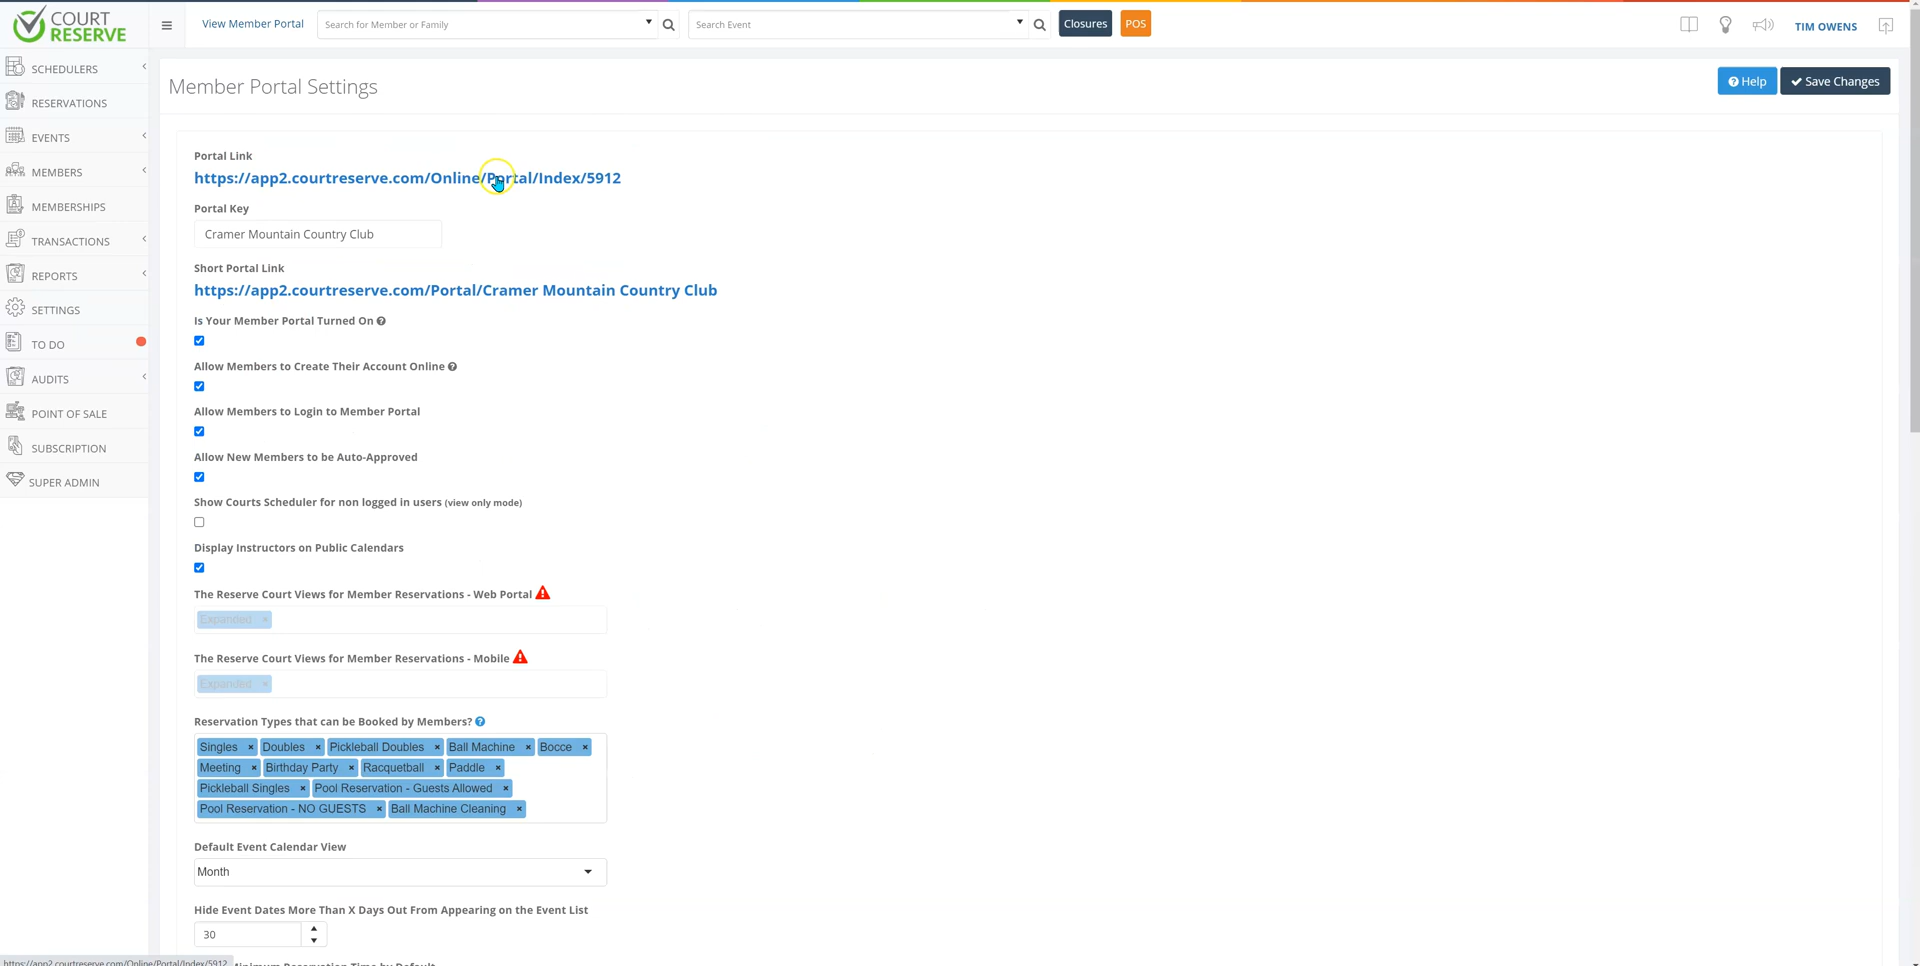 COURT
RESERVE
View Member Portal
Search for Member or Family
Search Event
Closures
POS
TIM OWENS
SCHEDULERS
RESERVATIONS
EVENTS
MEMBERS
MEMBERSHIPS
TRANSACTIONS
REPORTS
SETTINGS
TO DO
AUDITS
POINT OF SALE
SUBSCRIPTION
SUPER ADMIN
Member Portal Settings
Help
Save Changes
Portal Link
https://app2.courtreserve.com/Online/Portal/Index/5912
Portal Key
Cramer Mountain Country Club
Short Portal Link
https://app2.courtreserve.com/Portal/Cramer Mountain Country Club
Is Your Member Portal Turned On
Allow Members to Create Their Account Online
Allow Members to Login to Member Portal
Allow New Members to be Auto-Approved
Show Courts Scheduler for non logged in users (view only mode)
Display Instructors on Public Calendars
The Reserve Court Views for Member Reservations - Web Portal
Expanded ×
The Reserve Court Views for Member Reservations - Mobile
Expanded ×
Reservation Types that can be Booked by Members?
Singles × Doubles × Pickleball Doubles × Ball Machine × Bocce ×
Meeting × Birthday Party × Racquetball × Paddle ×
Pickleball Singles × Pool Reservation - Guests Allowed ×
Pool Reservation - NO GUESTS × Ball Machine Cleaning ×
Default Event Calendar View
Month
Hide Event Dates More Than X Days Out From Appearing on the Event List
30
https://app2.courtreserve.com/Online/Portal/Index/5912
Minimum Reservation Time by Default